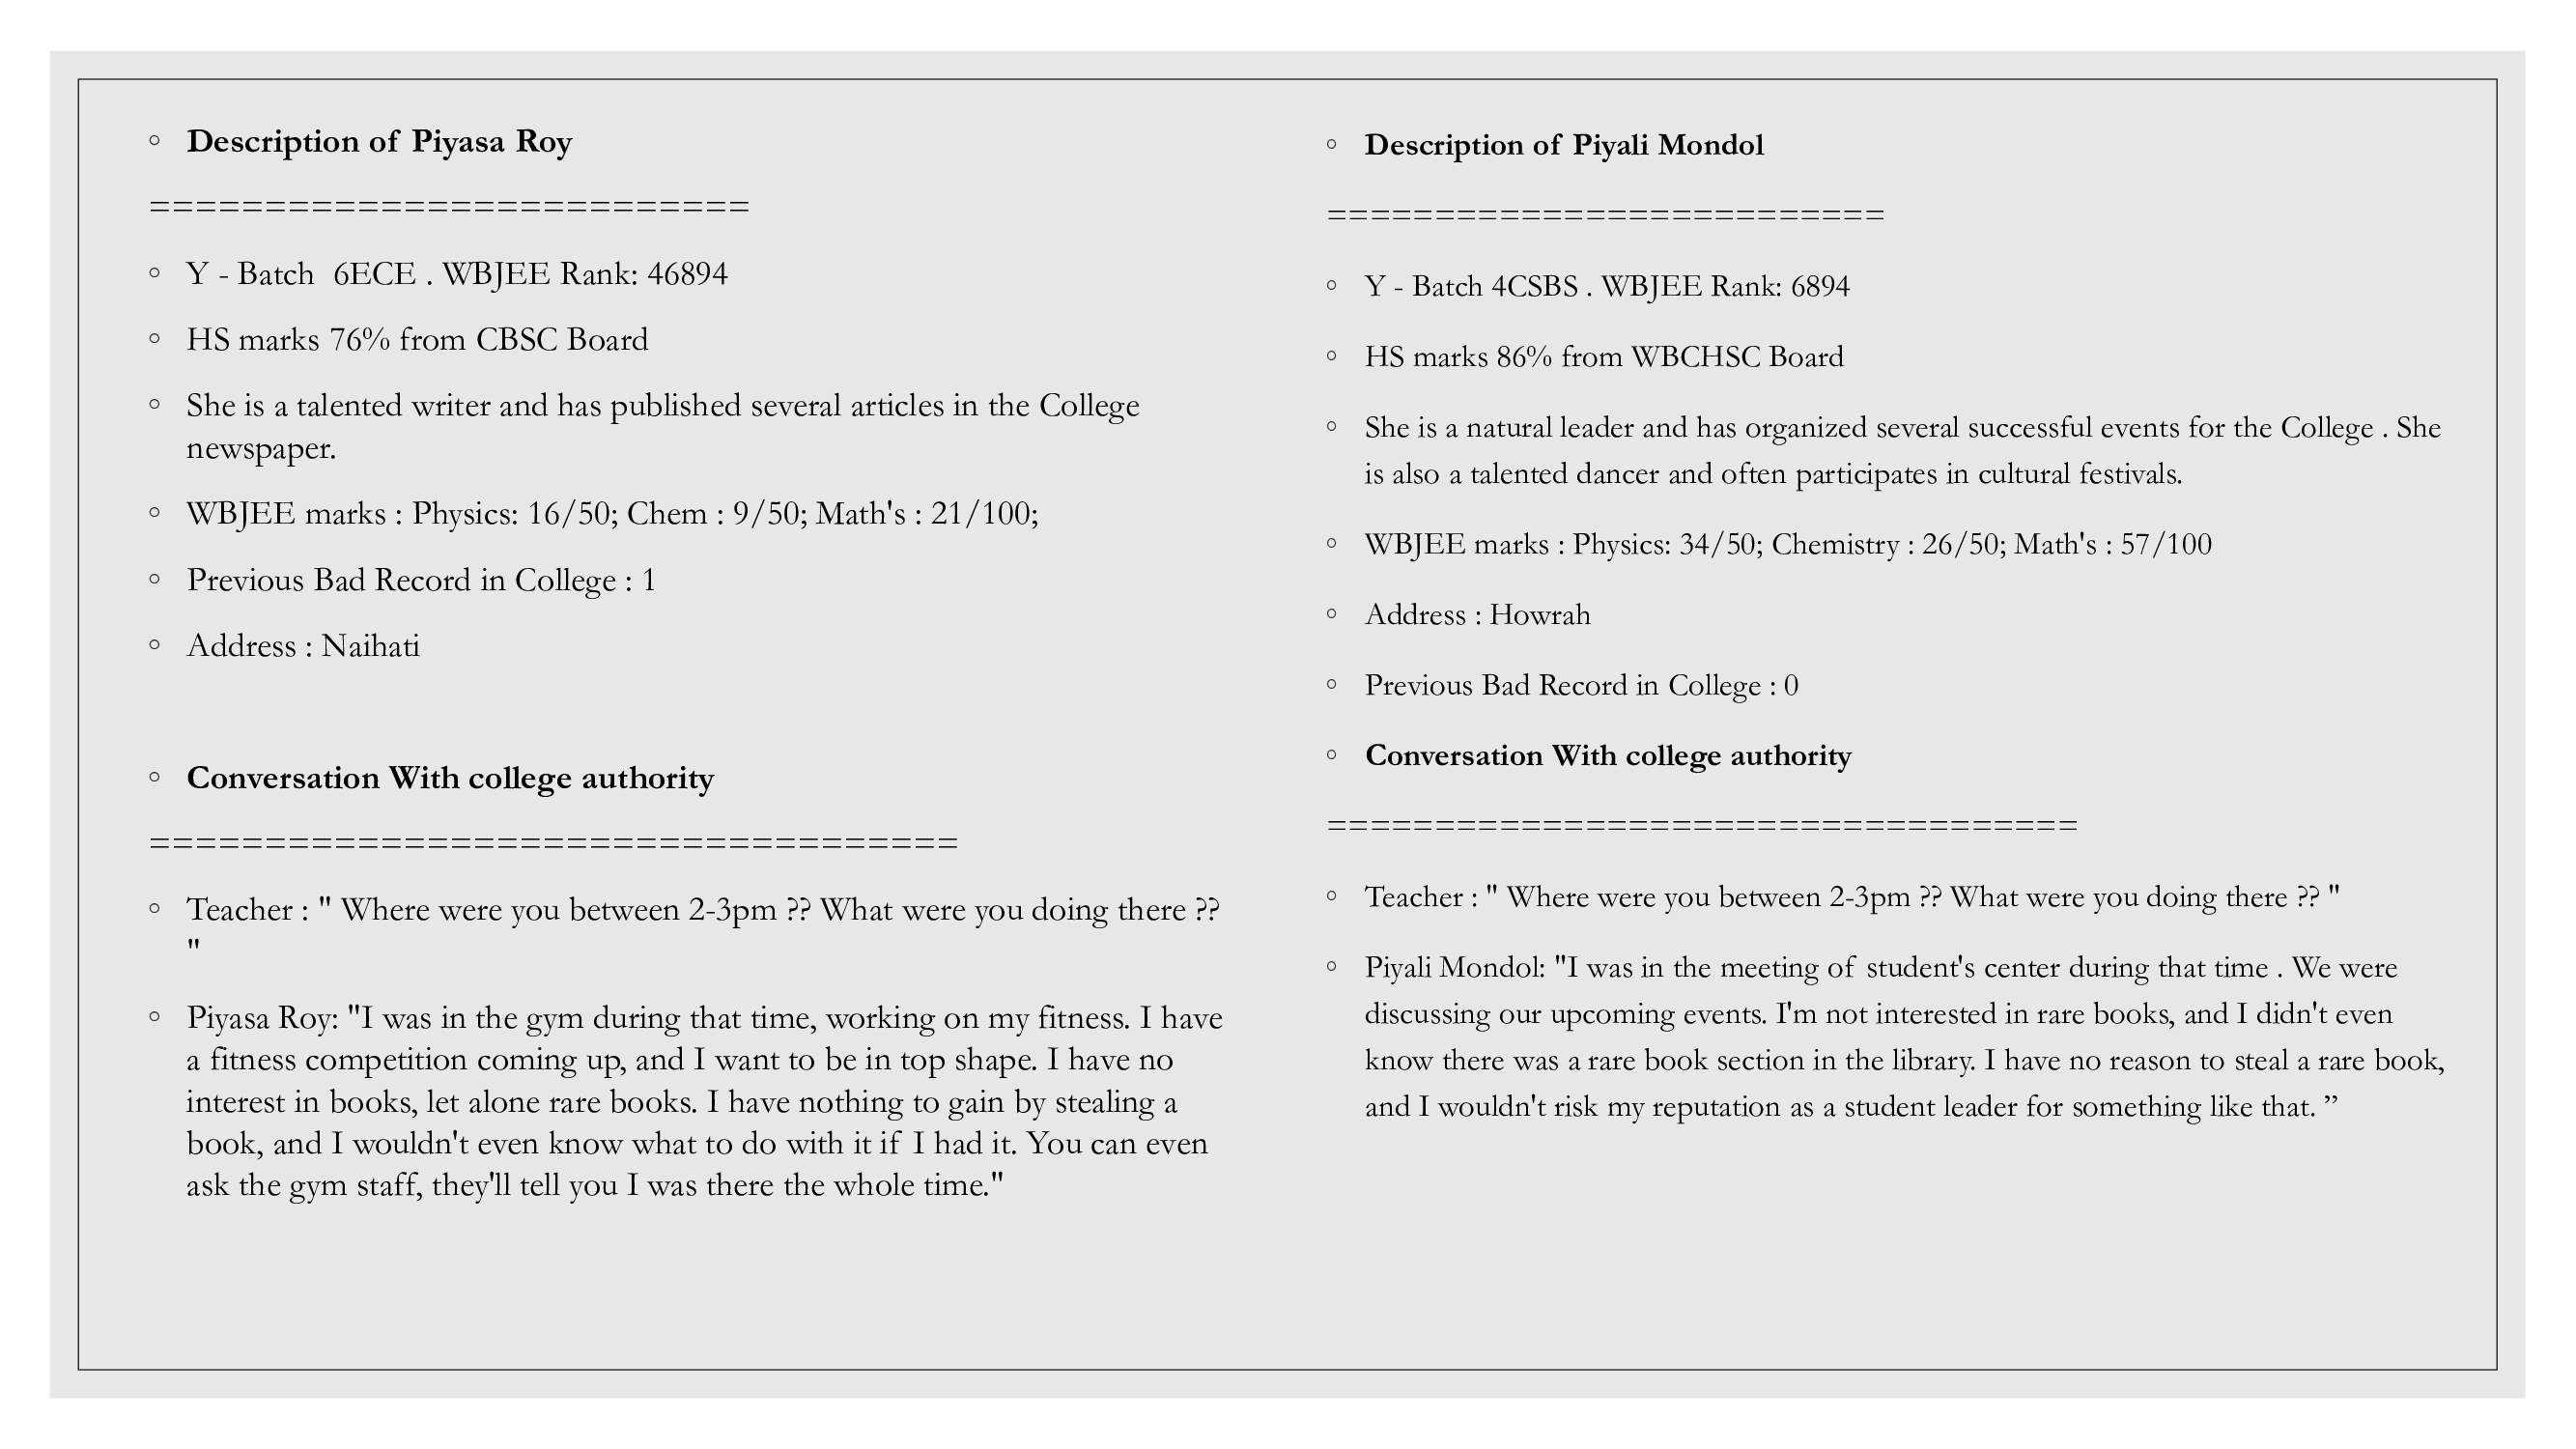 Description of Piyasa Roy
==========================
Y - Batch  6ECE . WBJEE Rank: 46894
HS marks 76% from CBSC Board
She is a talented writer and has published several articles in the College
newspaper.
WBJEE marks : Physics: 16/50; Chem : 9/50; Math's : 21/100;
Previous Bad Record in College : 1
Address : Naihati
Conversation With college authority
===================================
Teacher : " Where were you between 2-3pm ?? What were you doing there ??
"
Piyasa Roy: "I was in the gym during that time, working on my fitness. I have
a fitness competition coming up, and I want to be in top shape. I have no
interest in books, let alone rare books. I have nothing to gain by stealing a
book, and I wouldn't even know what to do with it if I had it. You can even
ask the gym staff, they'll tell you I was there the whole time."
Description of Piyali Mondol
==========================
Y - Batch 4CSBS . WBJEE Rank: 6894
HS marks 86% from WBCHSC Board
She is a natural leader and has organized several successful events for the College . She
is also a talented dancer and often participates in cultural festivals.
WBJEE marks : Physics: 34/50; Chemistry : 26/50; Math's : 57/100
Address : Howrah
Previous Bad Record in College : 0
Conversation With college authority
===================================
Teacher : " Where were you between 2-3pm ?? What were you doing there ?? "
Piyali Mondol: "I was in the meeting of student's center during that time . We were
discussing our upcoming events. I'm not interested in rare books, and I didn't even
know there was a rare book section in the library. I have no reason to steal a rare book,
and I wouldn't risk my reputation as a student leader for something like that. ”